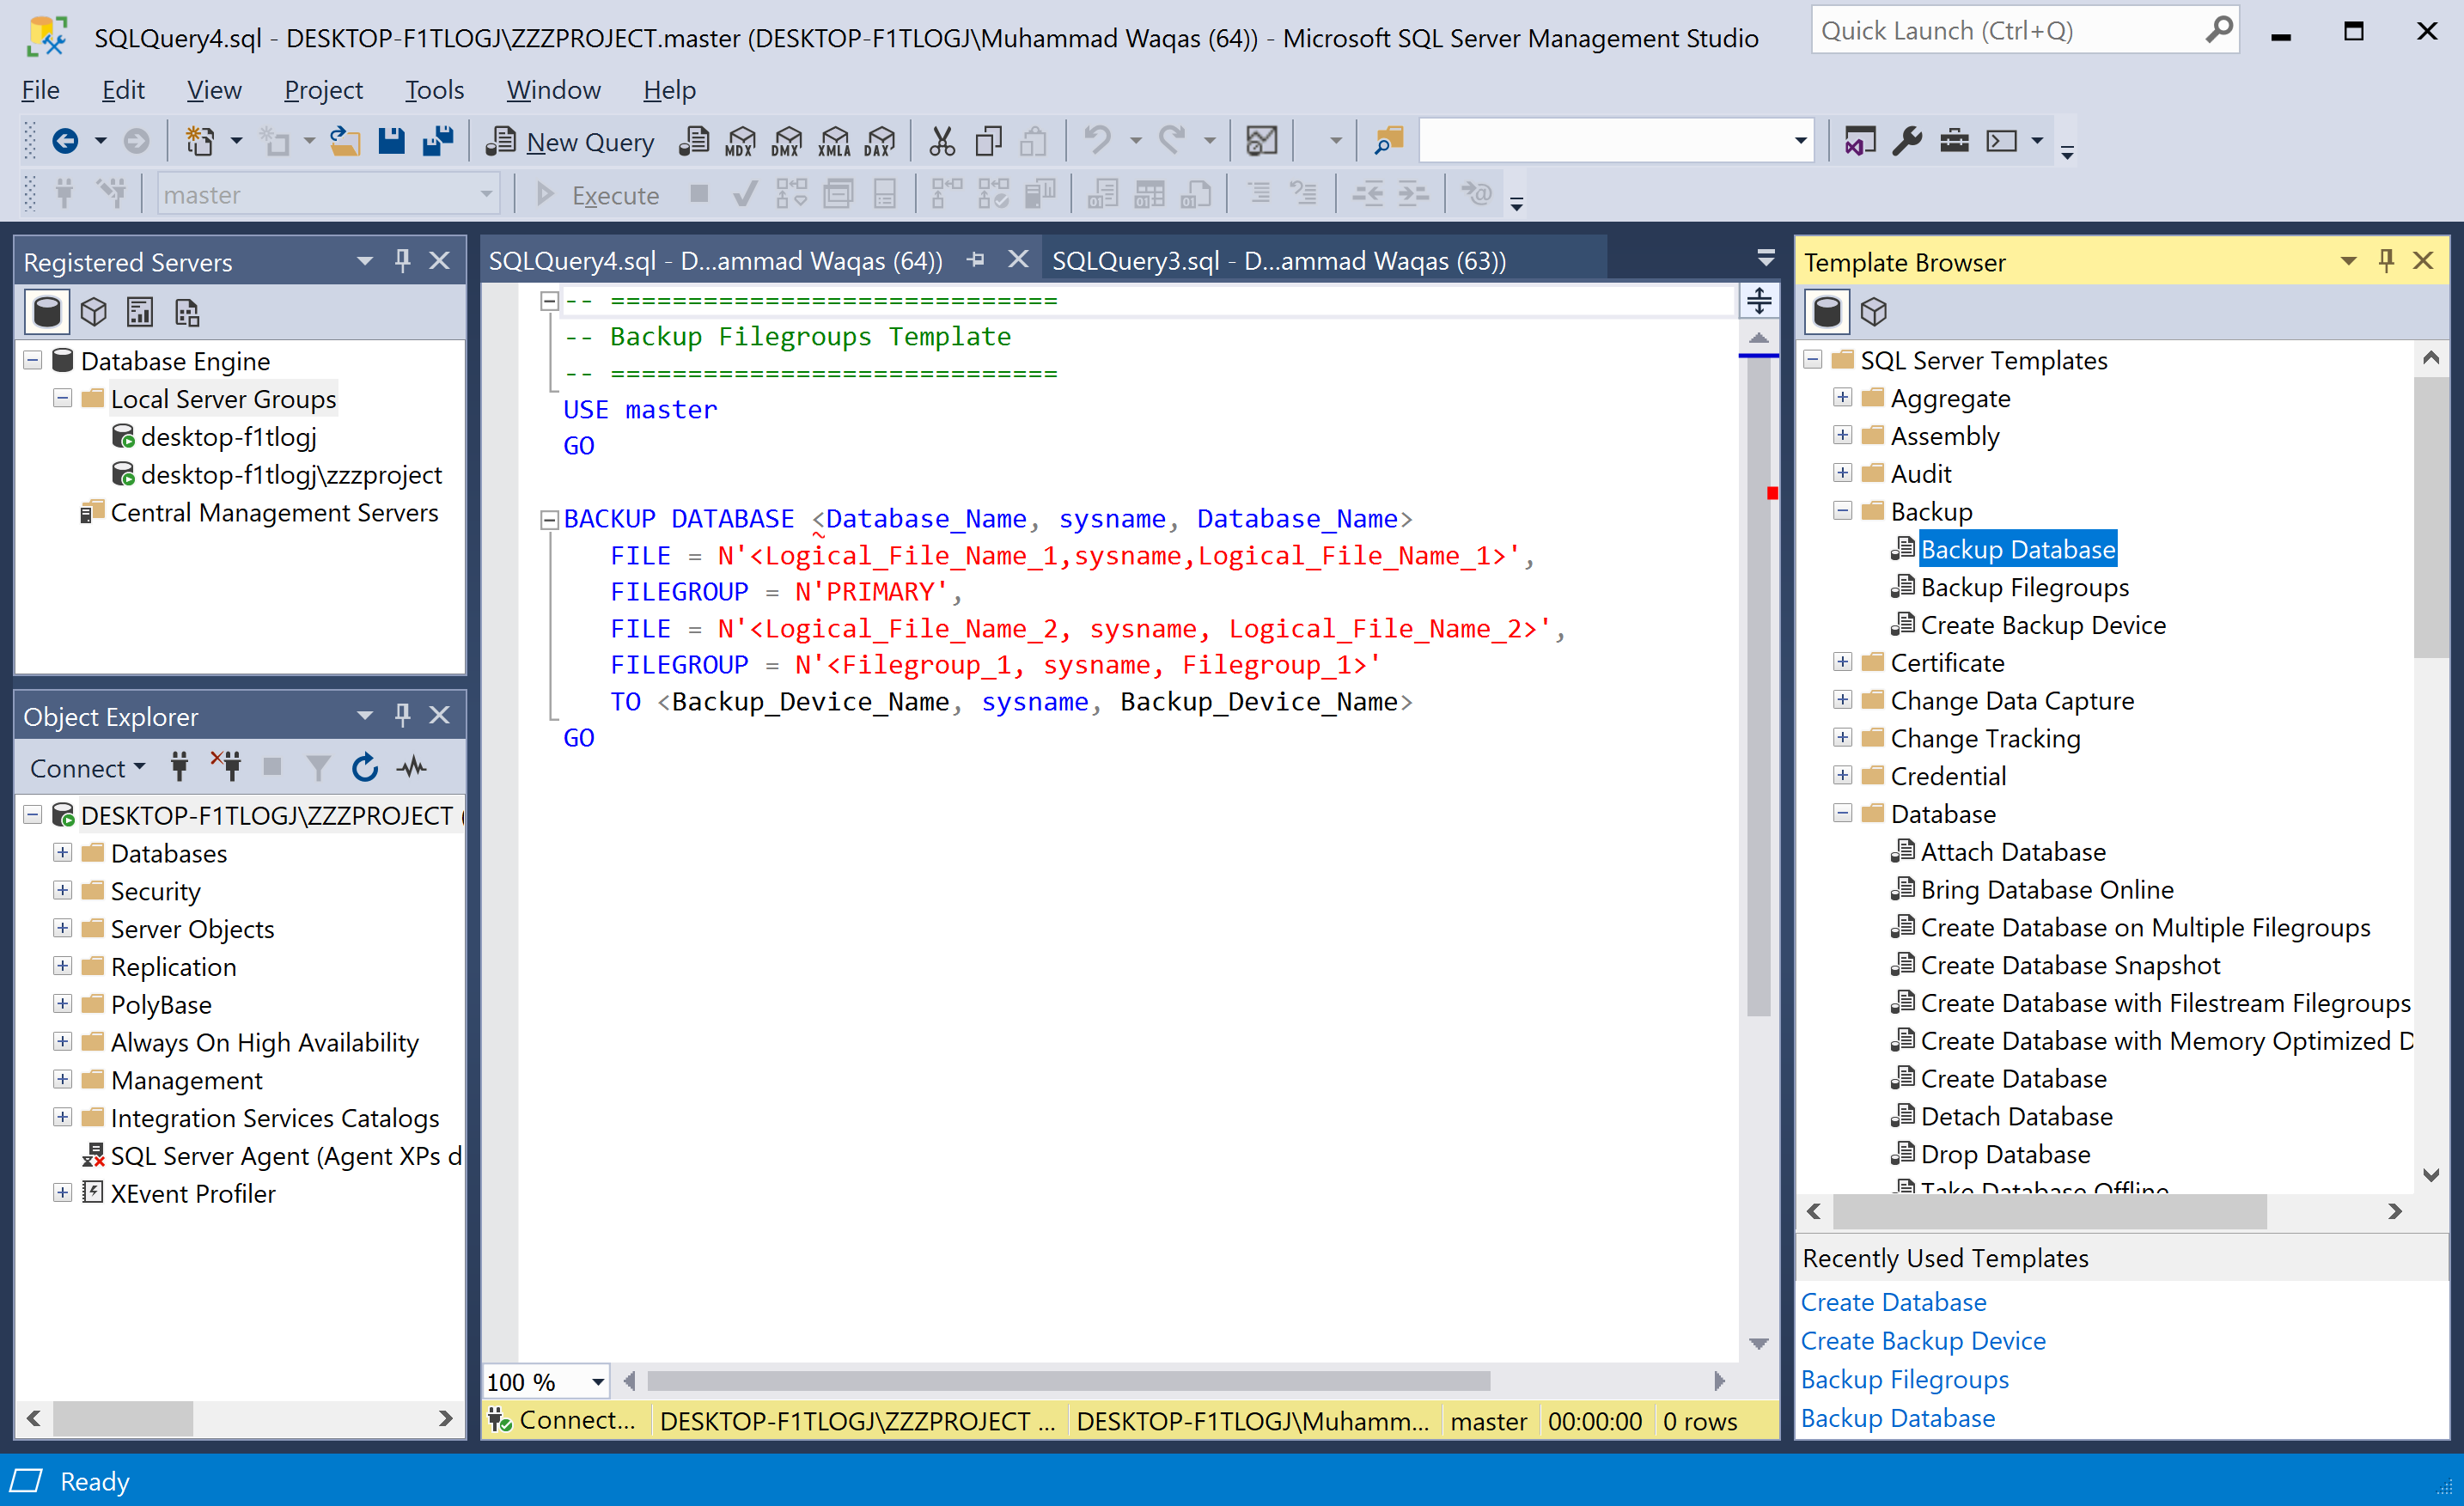 SQLQuery4.sql - DESKTOP-F1TLOGJ\ZZZPROJECT.master (DESKTOP-F1TLOGJ\Muhammad Waqas (64)) - Microsoft SQL Server Management Studio
Quick Launch (Ctrl+Q)
File Edit View Project Tools Window Help
New Query MDX DMX XMLA DAX
master Execute
Registered Servers
Database Engine
Local Server Groups
desktop-f1tlogj
desktop-f1tlogj\zzzproject
Central Management Servers
Object Explorer
Connect
DESKTOP-F1TLOGJ\ZZZPROJECT (
Databases
Security
Server Objects
Replication
PolyBase
Always On High Availability
Management
Integration Services Catalogs
SQL Server Agent (Agent XPs d
XEvent Profiler
SQLQuery4.sql - D...ammad Waqas (64)) SQLQuery3.sql - D...ammad Waqas (63))
-- =============================
-- Backup Filegroups Template
-- =============================
USE master
GO
BACKUP DATABASE <Database_Name, sysname, Database_Name>
FILE = N'<Logical_File_Name_1,sysname,Logical_File_Name_1>',
FILEGROUP = N'PRIMARY',
FILE = N'<Logical_File_Name_2, sysname, Logical_File_Name_2>',
FILEGROUP = N'<Filegroup_1, sysname, Filegroup_1>'
TO <Backup_Device_Name, sysname, Backup_Device_Name>
GO
100 %
Connect... DESKTOP-F1TLOGJ\ZZZPROJECT ... DESKTOP-F1TLOGJ\Muhamm... master 00:00:00 0 rows
Template Browser
SQL Server Templates
Aggregate
Assembly
Audit
Backup
Backup Database
Backup Filegroups
Create Backup Device
Certificate
Change Data Capture
Change Tracking
Credential
Database
Attach Database
Bring Database Online
Create Database on Multiple Filegroups
Create Database Snapshot
Create Database with Filestream Filegroups
Create Database with Memory Optimized D
Create Database
Detach Database
Drop Database
Take Database Offline
Recently Used Templates
Create Database
Create Backup Device
Backup Filegroups
Backup Database
Ready